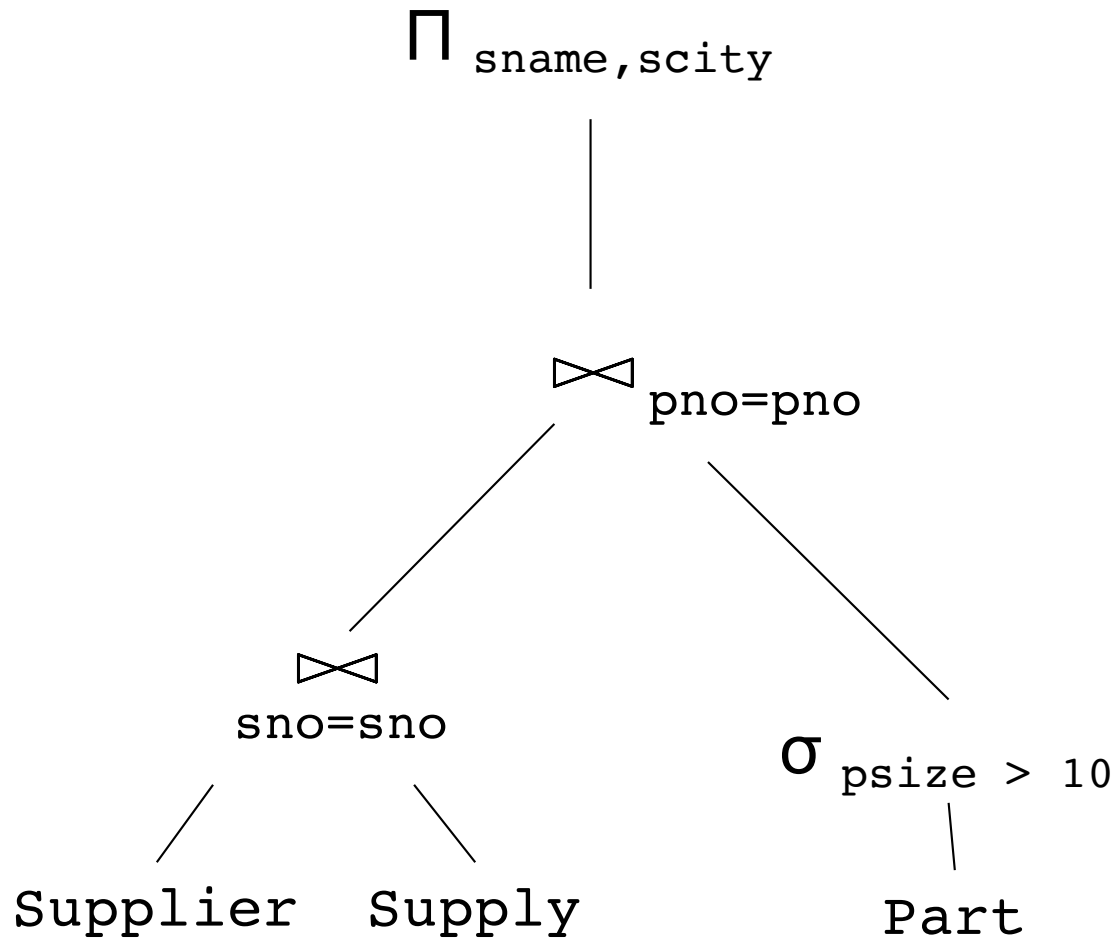 Π sname,scity
⋈ pno=pno
⋈
sno=sno
σ psize > 10
Supplier Supply Part